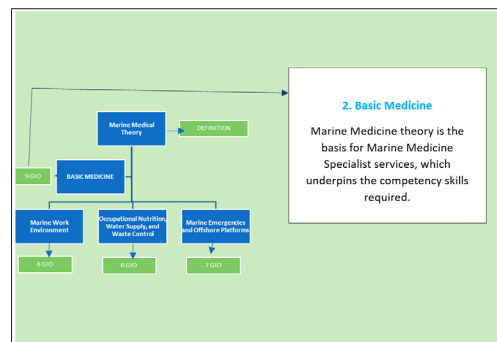 2. Basic Medicine
Marine Medicine theory is the
basis for Marine Medicine
Specialist services, which
underpins the competency skills
required.
Marine Medical
Theory
DEFINITION
9 GIO
BASIC MEDICINE
Marine Work
Environment
Occupational Nutrition,
Water Supply, and
Waste Control
Marine Emergencies
and Offshore Platforms
8 GIO
6 GIO
7 GIO